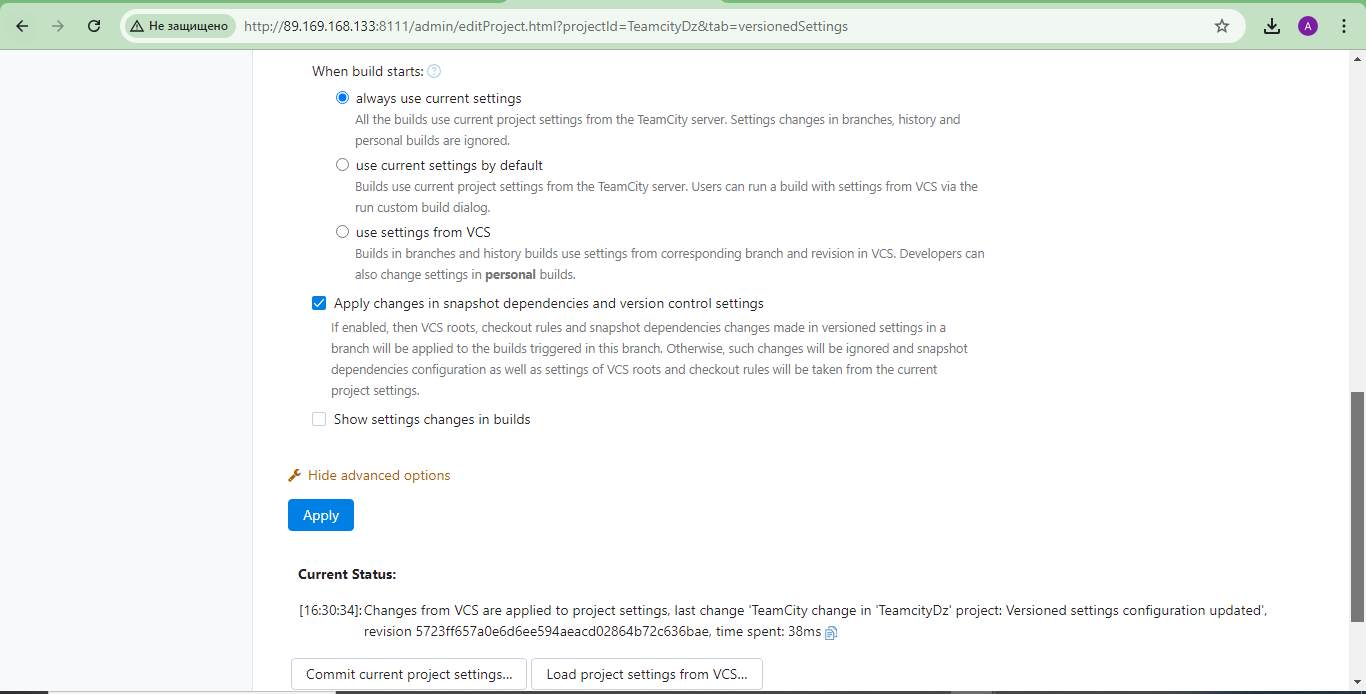 Не защищено
http://89.169.168.133:8111/admin/editProject.html?projectId=TeamcityDz&tab=versionedSettings
A
When build starts: ?
always use current settings
All the builds use current project settings from the TeamCity server. Settings changes in branches, history and
personal builds are ignored.
use current settings by default
Builds use current project settings from the TeamCity server. Users can run a build with settings from VCS via the
run custom build dialog.
use settings from VCS
Builds in branches and history builds use settings from corresponding branch and revision in VCS. Developers can
also change settings in personal builds.
Apply changes in snapshot dependencies and version control settings
If enabled, then VCS roots, checkout rules and snapshot dependencies changes made in versioned settings in a
branch will be applied to the builds triggered in this branch. Otherwise, such changes will be ignored and snapshot
dependencies configuration as well as settings of VCS roots and checkout rules will be taken from the current
project settings.
Show settings changes in builds
Hide advanced options
Apply
Current Status:
[16:30:34]: Changes from VCS are applied to project settings, last change 'TeamCity change in 'TeamcityDz' project: Versioned settings configuration updated',
revision 5723ff657a0e6d6ee594aeacd02864b72c636bae, time spent: 38ms
Commit current project settings...
Load project settings from VCS...